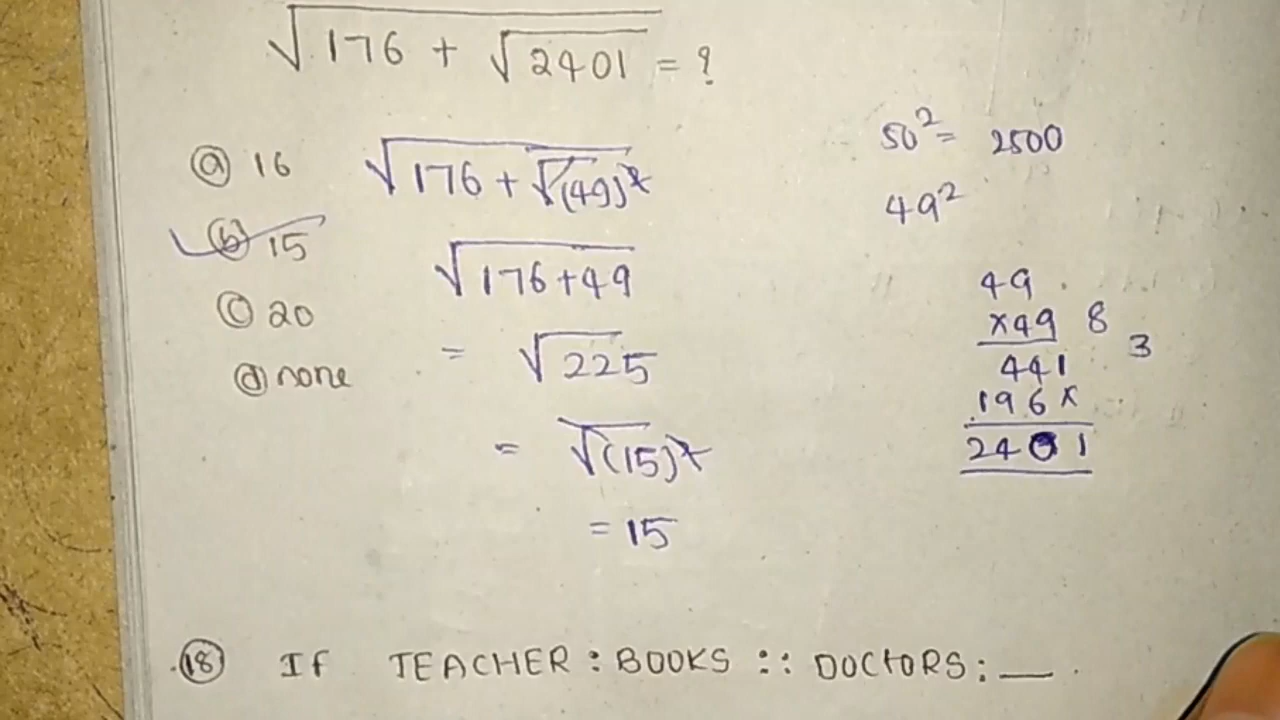 √176 + √2401 = ?
ⓐ 16
ⓑ 15
ⓒ 20
ⓓ none
√176 + √(49)²
√176+49
= √225
= √(15)²
= 15
50² = 2500
49²
49
×49 8
3
441
196×
2401
⑱ If TEACHER : BOOKS :: DOCTORS : __ .